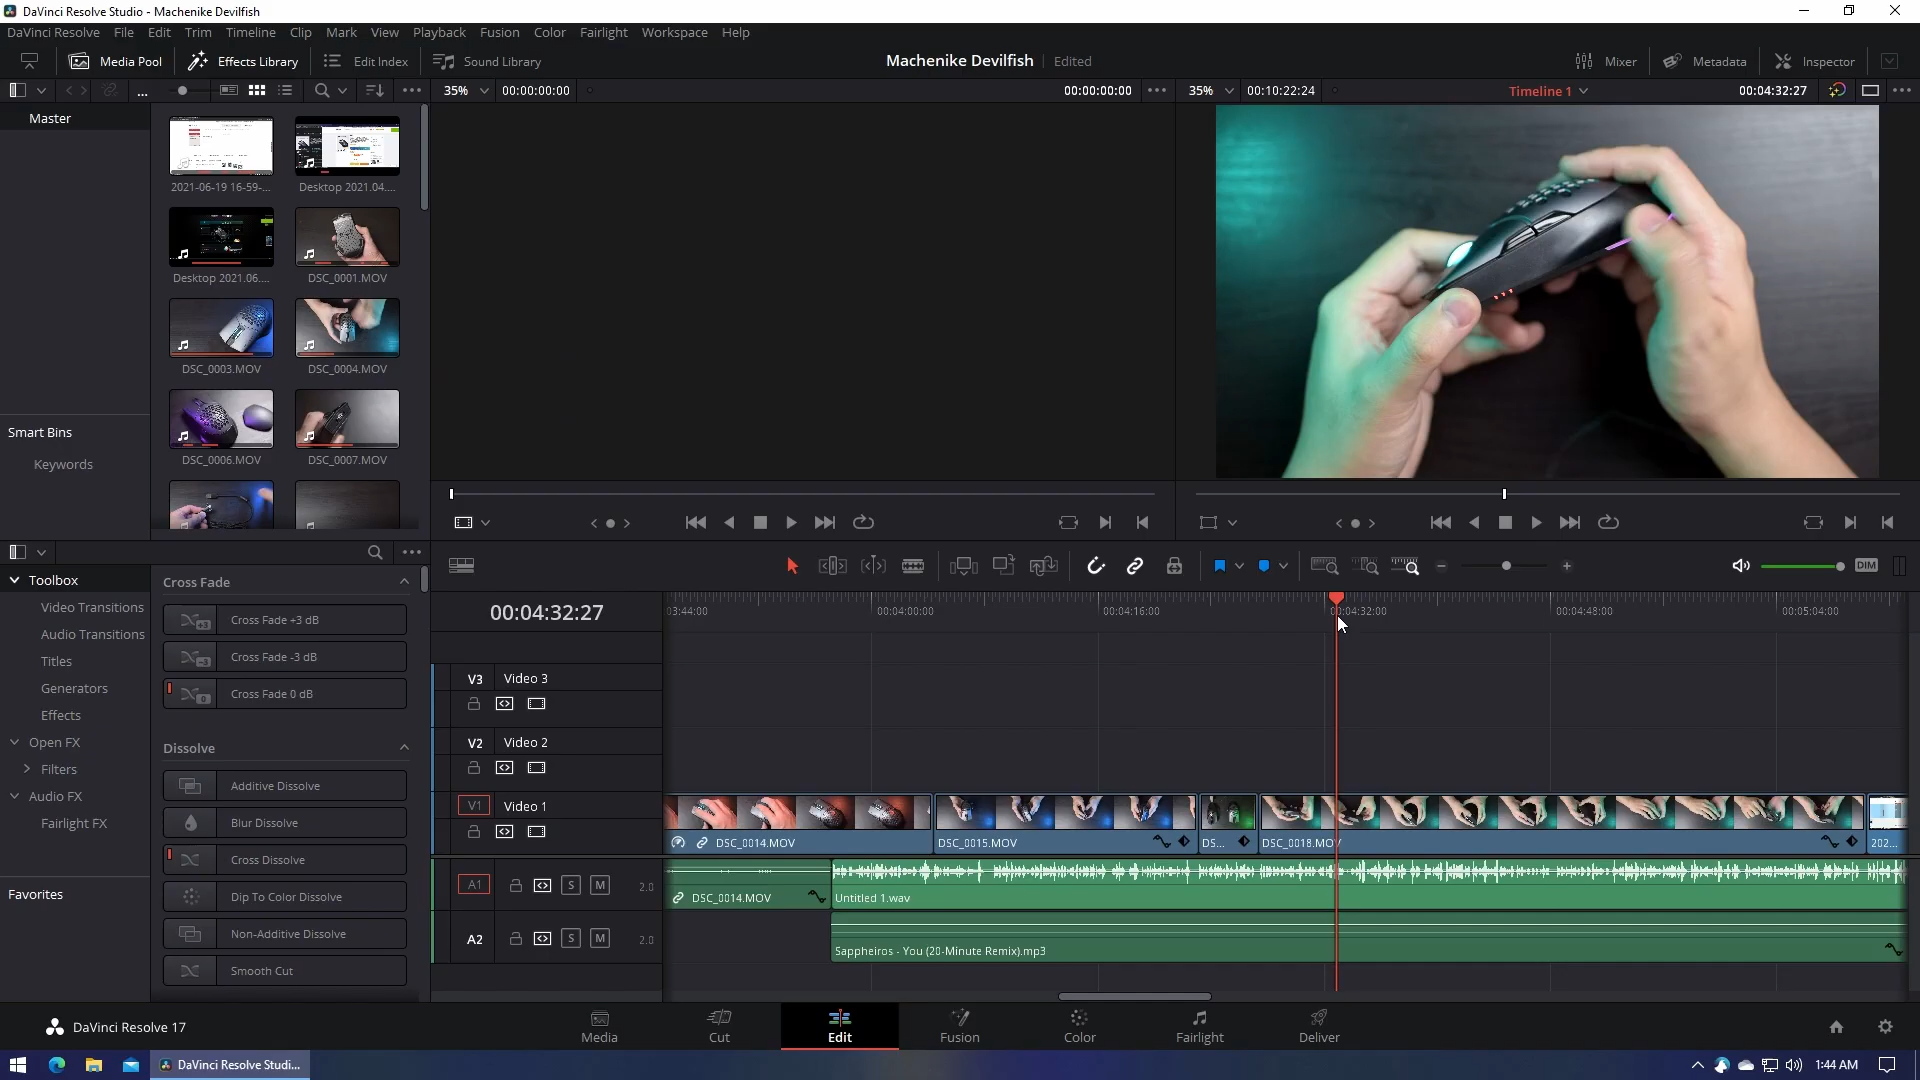 DaVinci Resolve Studio - Machenike Devilfish
DaVinci Resolve File Edit Trim Timeline Clip Mark View Playback Fusion Color Fairlight Workspace Help
Media Pool Effects Library Edit Index Sound Library Machenike Devilfish Edited Mixer Metadata Inspector
... 35% 00:00:00:00 00:00:00:00 35% 00:10:22:24 Timeline 1 00:04:32:27
Master
2021-06-19 16-59-... Desktop 2021.04....
Desktop 2021.06.... DSC_0001.MOV
DSC_0003.MOV DSC_0004.MOV
DSC_0006.MOV DSC_0007.MOV
Smart Bins
Keywords
DIM
Toolbox
Video Transitions
Audio Transitions
Titles
Generators
Effects
Open FX
Filters
Audio FX
Fairlight FX
Favorites
Cross Fade
+3 Cross Fade +3 dB
-3 Cross Fade -3 dB
0 Cross Fade 0 dB
Dissolve
Additive Dissolve
Blur Dissolve
Cross Dissolve
Dip To Color Dissolve
Non-Additive Dissolve
Smooth Cut
00:04:32:27
03:44:00 00:04:00:00 00:04:16:00 00:04:32:00 00:04:48:00 00:05:04:00
V3 Video 3
V2 Video 2
V1 Video 1
DSC_0014.MOV DSC_0015.MOV DS... DSC_0018.MOV 202...
A1 S M 2.0
DSC_0014.MOV Untitled 1.wav
A2 S M 2.0
Sappheiros - You (20-Minute Remix).mp3
DaVinci Resolve 17
Media Cut Edit Fusion Color Fairlight Deliver
DaVinci Resolve Studi... 1:44 AM